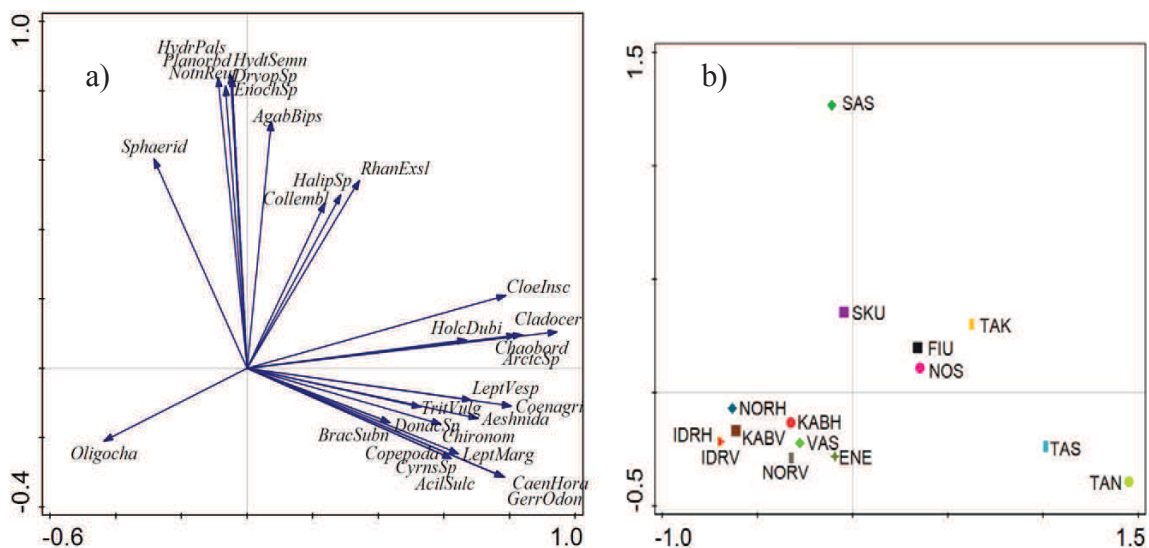 1.0
a)
HydrPals
Planorbd HydtSemn
NotnReu DryopSp
EnochSp
AgabBips
Sphaerid
RhanExsl
HalipSp
Collembl
CloeInsc
HolcDubi Cladocer
Chaobord
ArctcSp
LeptVesp
TritVulg Coenagri
Aeshnida
BracSubn DonacSp Chironom
Oligocha
Copepoda LeptMarg
CyrnsSp
AcilSulc CaenHora
GerrOdon
-0.4
-0.6 1.0
1.5
b)
SAS
SKU
TAK
FIU
NOS
NORH
KABH
IDRH KABV VAS
IDRV NORV ENE
TAS
TAN
-0.5
-1.0 1.5